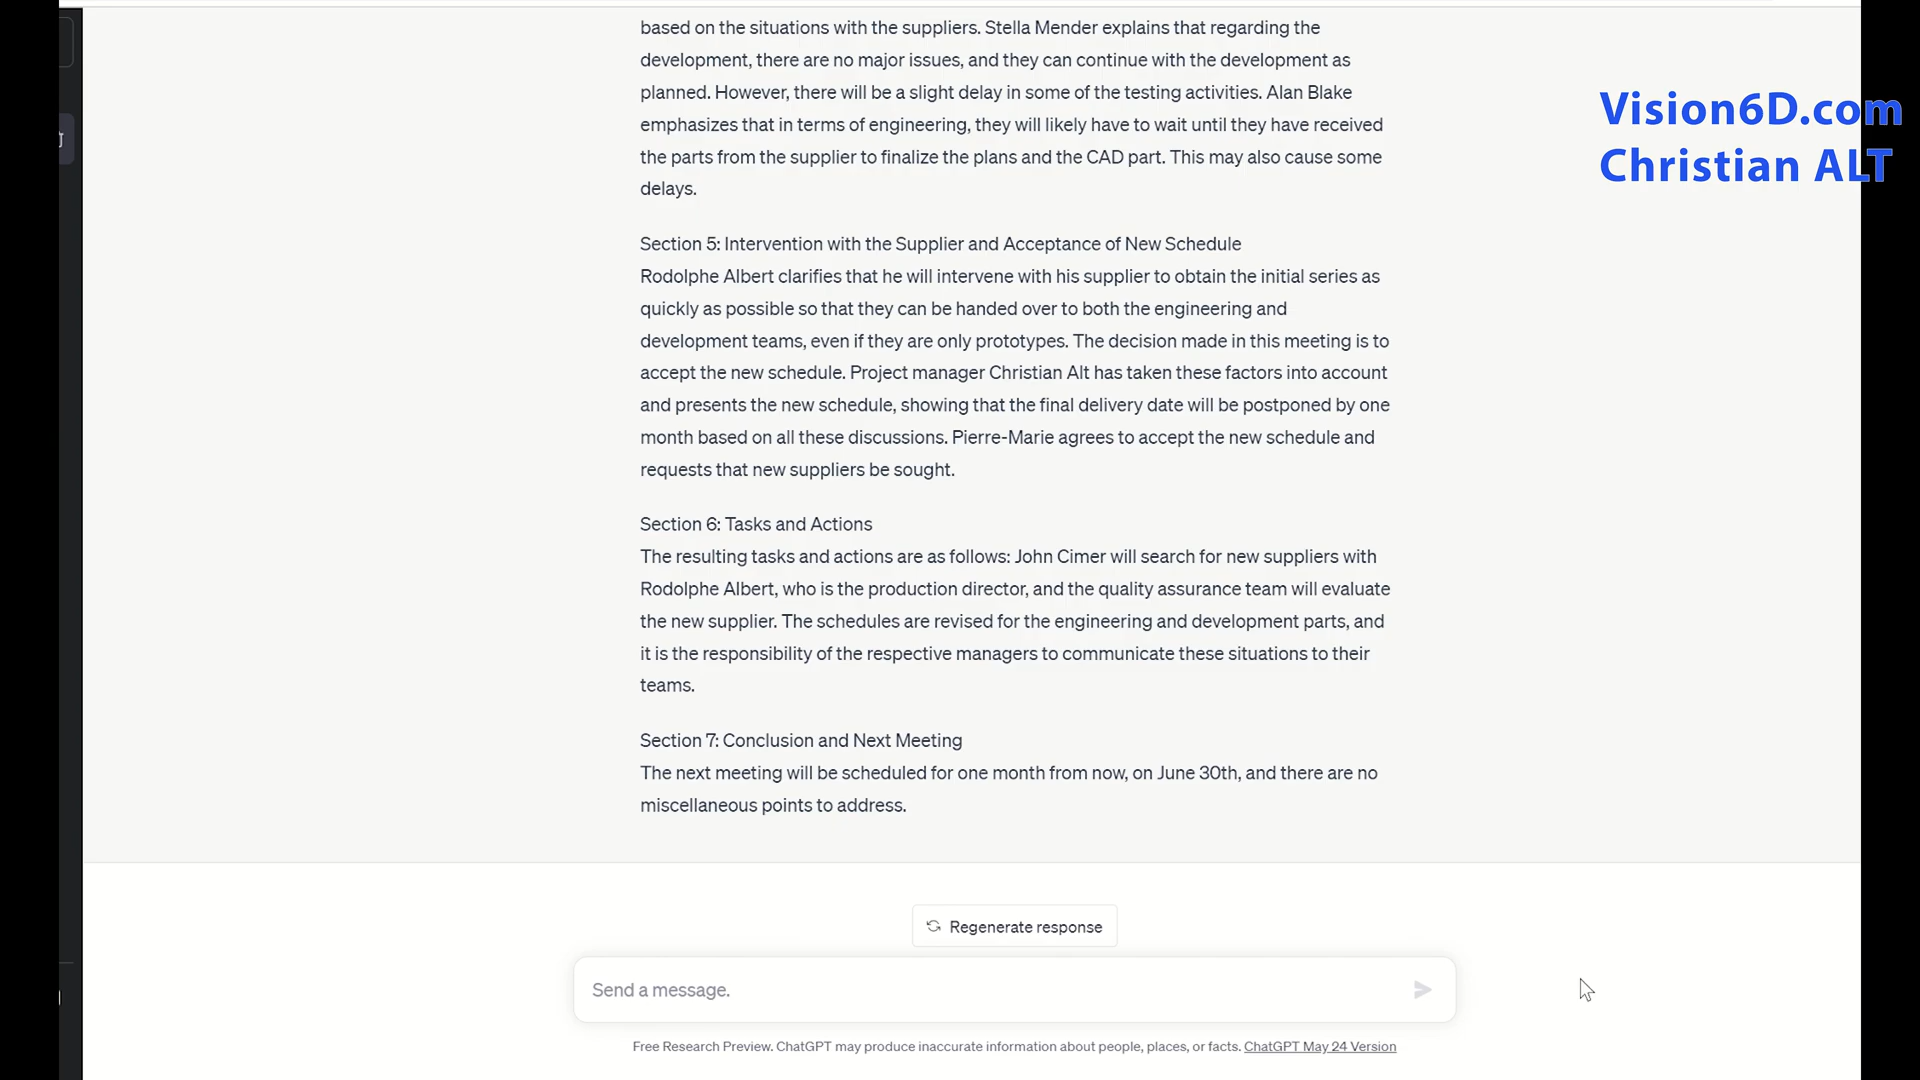 based on the situations with the suppliers. Stella Mender explains that regarding the
development, there are no major issues, and they can continue with the development as
planned. However, there will be a slight delay in some of the testing activities. Alan Blake
emphasizes that in terms of engineering, they will likely have to wait until they have received
the parts from the supplier to finalize the plans and the CAD part. This may also cause some
delays.
Vision6D.com
Christian ALT
Section 5: Intervention with the Supplier and Acceptance of New Schedule
Rodolphe Albert clarifies that he will intervene with his supplier to obtain the initial series as
quickly as possible so that they can be handed over to both the engineering and
development teams, even if they are only prototypes. The decision made in this meeting is to
accept the new schedule. Project manager Christian Alt has taken these factors into account
and presents the new schedule, showing that the final delivery date will be postponed by one
month based on all these discussions. Pierre-Marie agrees to accept the new schedule and
requests that new suppliers be sought.
Section 6: Tasks and Actions
The resulting tasks and actions are as follows: John Cimer will search for new suppliers with
Rodolphe Albert, who is the production director, and the quality assurance team will evaluate
the new supplier. The schedules are revised for the engineering and development parts, and
it is the responsibility of the respective managers to communicate these situations to their
teams.
Section 7: Conclusion and Next Meeting
The next meeting will be scheduled for one month from now, on June 30th, and there are no
miscellaneous points to address.
Regenerate response
Send a message.
Free Research Preview. ChatGPT may produce inaccurate information about people, places, or facts. ChatGPT May 24 Version